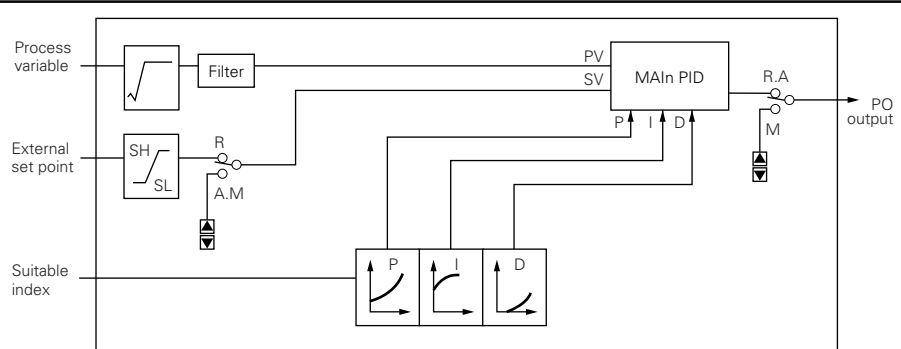 Process
variable
Filter
PV
SV
MAIn PID
P I D
R.A
M
PO
output
External
set point
SH
SL
R
A.M
Suitable
index
P I D